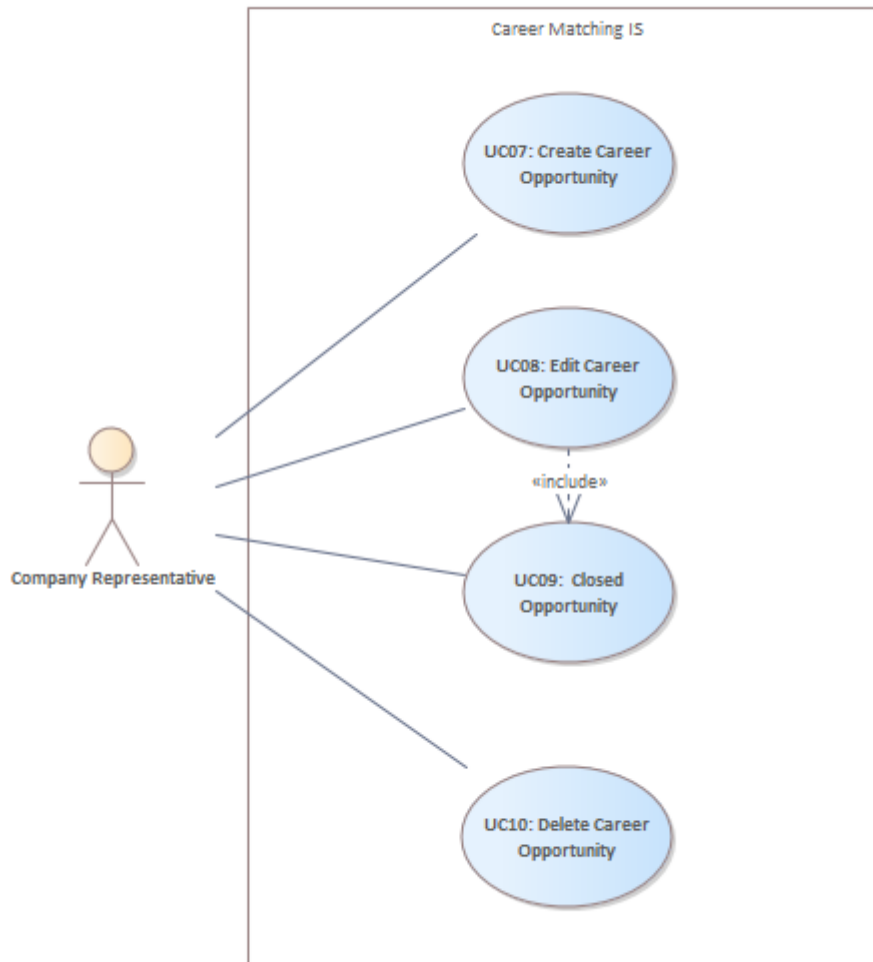 Career Matching IS
UC07: Create Career
Opportunity
UC08: Edit Career
Opportunity
«include»
Company Representative
UC09:  Closed
Opportunity
UC10: Delete Career
Opportunity